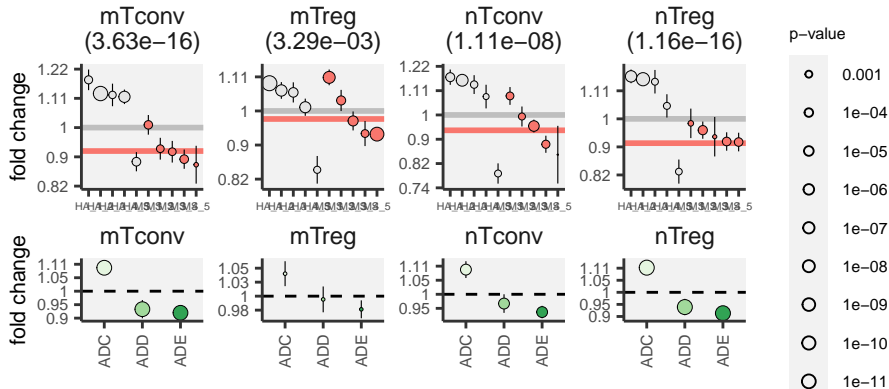 mTconv mTreg nTconv nTreg
(3.63e−16) (3.29e−03) (1.11e−08) (1.16e−16)
p−value
fold change
1.22
1.11
1
0.9
0.82
1.11
1
0.9
0.82
1.22
1.11
1
0.9
0.82
0.74
1.11
1
0.9
0.82
0.001
1e−04
1e−05
1e−06
1e−07
1e−08
1e−09
1e−10
1e−11
mTconv mTreg nTconv nTreg
fold change
1.11
1.05
1
0.95
0.9
1.05
1.03
1
0.98
1.11
1.05
1
0.95
1.11
1.05
1
0.95
0.9
ADC ADD ADE ADC ADD ADE ADC ADD ADE ADC ADD ADE